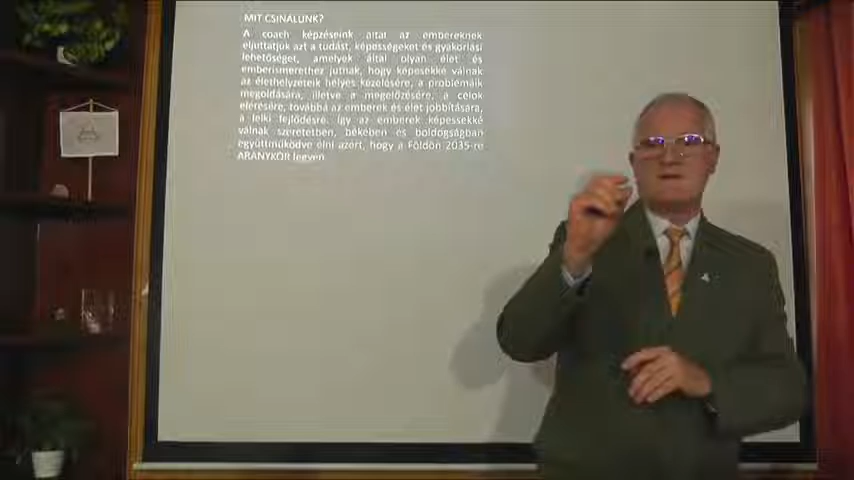 MIT CSINÁLUNK?
A coach képzéseink által az embereknek
eljuttatjuk azt a tudást, képességeket és gyakorlási
lehetőséget, amelyek által olyan élet és
emberismerethez jutnak, hogy képesekké válnak
az élethelyzeteik helyes kezelésére, a problémáik
megoldására, illetve a megelőzésére, a célok
elérésére, továbbá az emberek és élet jobbítására,
a lelki fejlődésre. Így az emberek képessekké
válnak szeretetben, békében és boldogságban
együttműködve élni azért, hogy a Földön 2035-re
ARANYKOR legyen